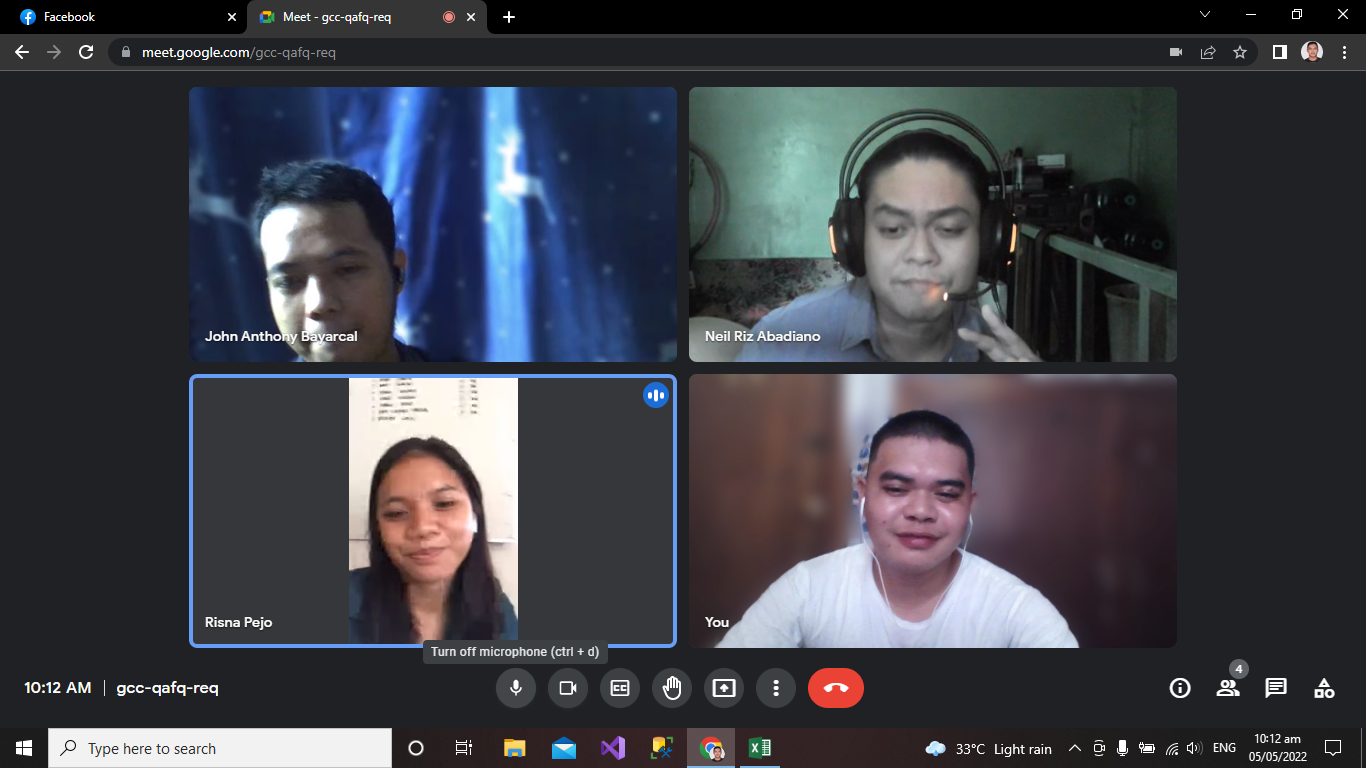 Facebook
Meet - gcc-qafq-req
meet.google.com/gcc-qafq-req
John Anthony Bayarcal
Neil Riz Abadiano
Risna Pejo
You
Turn off microphone (ctrl + d)
10:12 AM | gcc-qafq-req
CC
4
Type here to search
33°C Light rain
ENG
10:12 am
05/05/2022